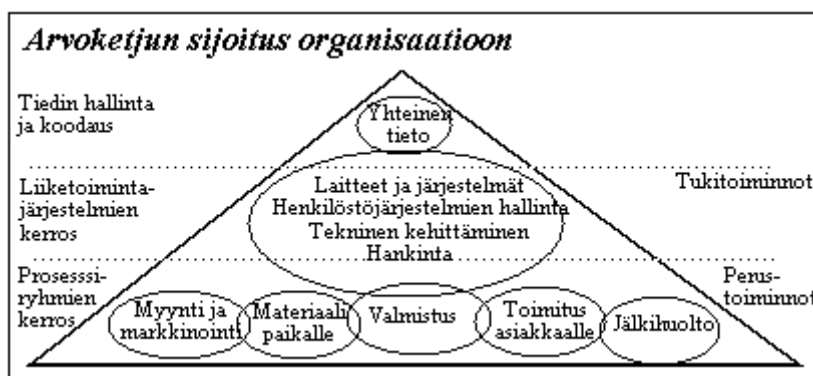 Arvoketjun sijoitus organisaatioon
Tiedin hallinta
ja koodaus
Yhteinen
tieto
Liiketoiminta-
järjestelmien
kerros
Laitteet ja järjestelmät
Henkilöstöjärjestelmien hallinta
Tekninen kehittäminen
Hankinta
Tukitoiminnot
Prosesssi-
ryhmien
kerros
Myynti ja
markkinointi
Materiaali
paikalle
Valmistus
Toimitus
asiakkaalle
Jälkihuolto
Perus-
toiminnot